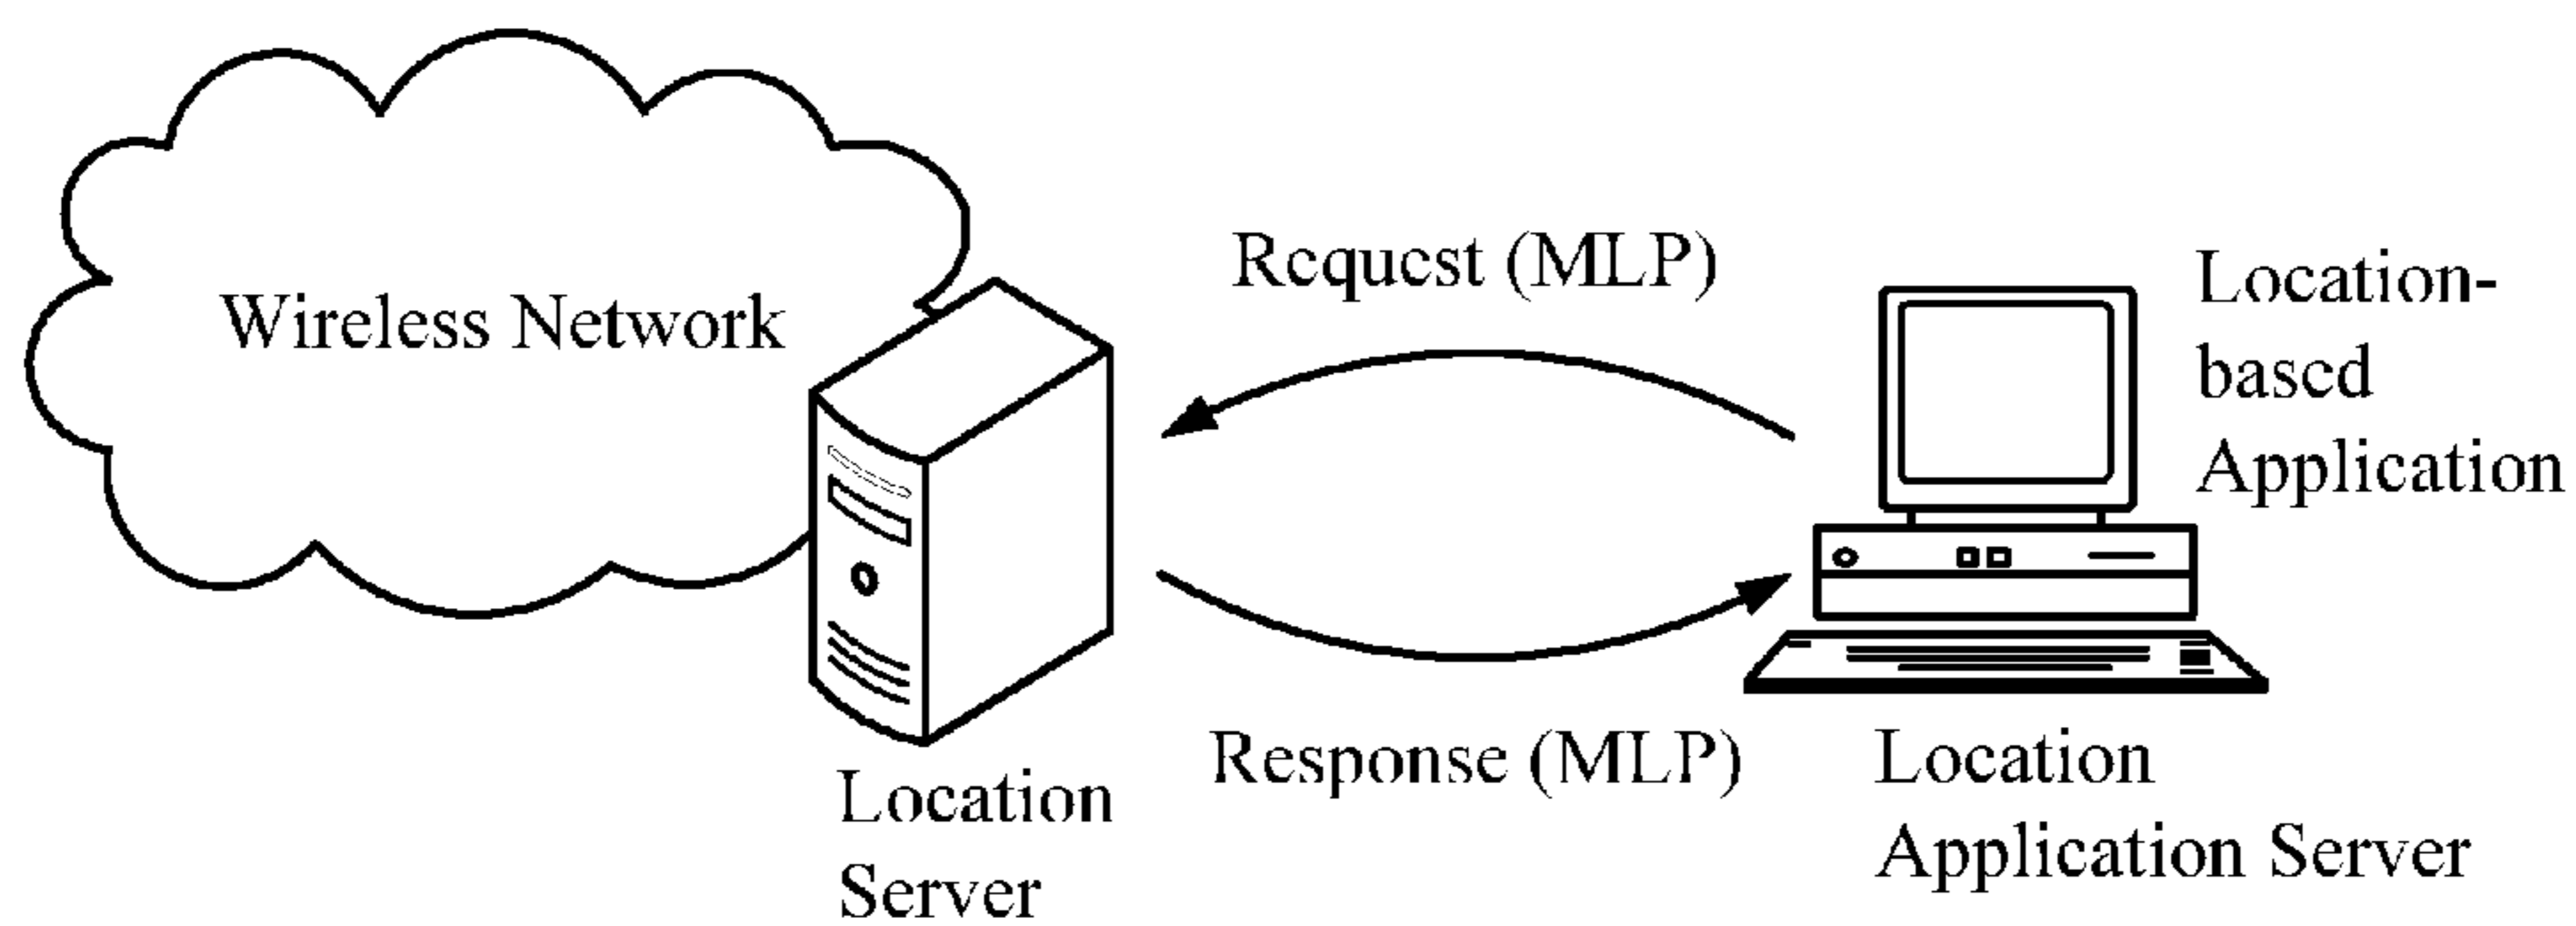 Wireless Network
Request (MLP)
Location-
based
Application
Response (MLP)
Location
Server
Location
Application Server